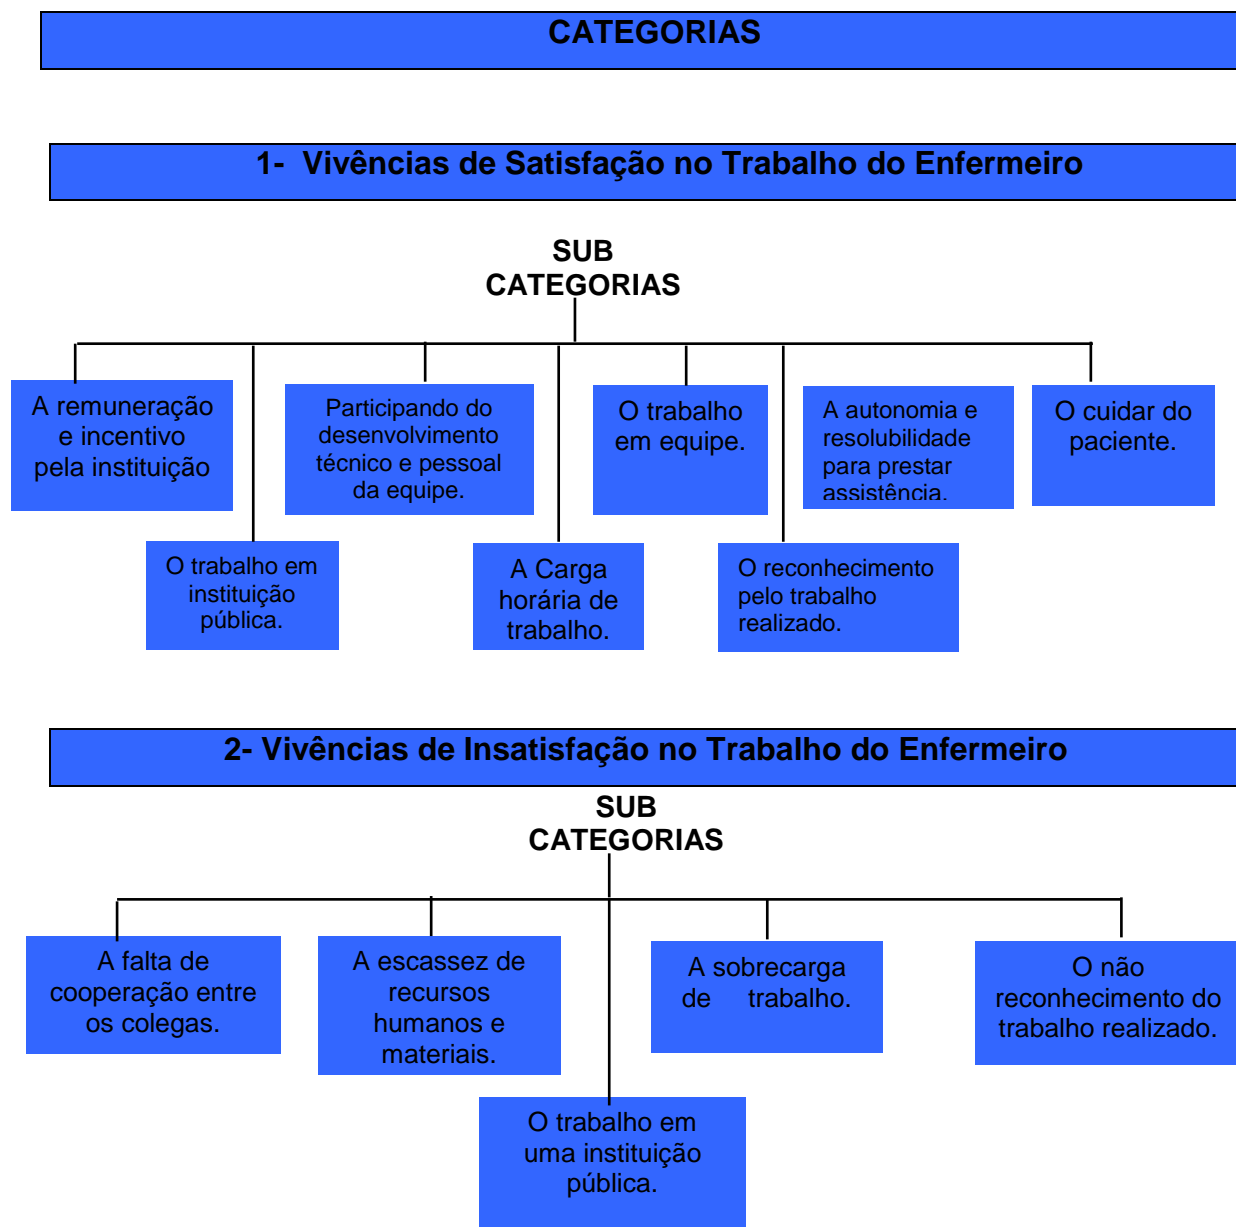 CATEGORIAS
1- Vivências de Satisfação no Trabalho do Enfermeiro
SUB
CATEGORIAS
A remuneração
e incentivo
pela instituição
Participando do
desenvolvimento
técnico e pessoal
da equipe.
O trabalho
em equipe.
A autonomia e
resolubilidade
para prestar
assistência.
O cuidar do
paciente.
O trabalho em
instituição
pública.
A Carga
horária de
trabalho.
O reconhecimento
pelo trabalho
realizado.
2- Vivências de Insatisfação no Trabalho do Enfermeiro
SUB
CATEGORIAS
A falta de
cooperação entre
os colegas.
A escassez de
recursos
humanos e
materiais.
A sobrecarga
de trabalho.
O não
reconhecimento do
trabalho realizado.
O trabalho em
uma instituição
pública.